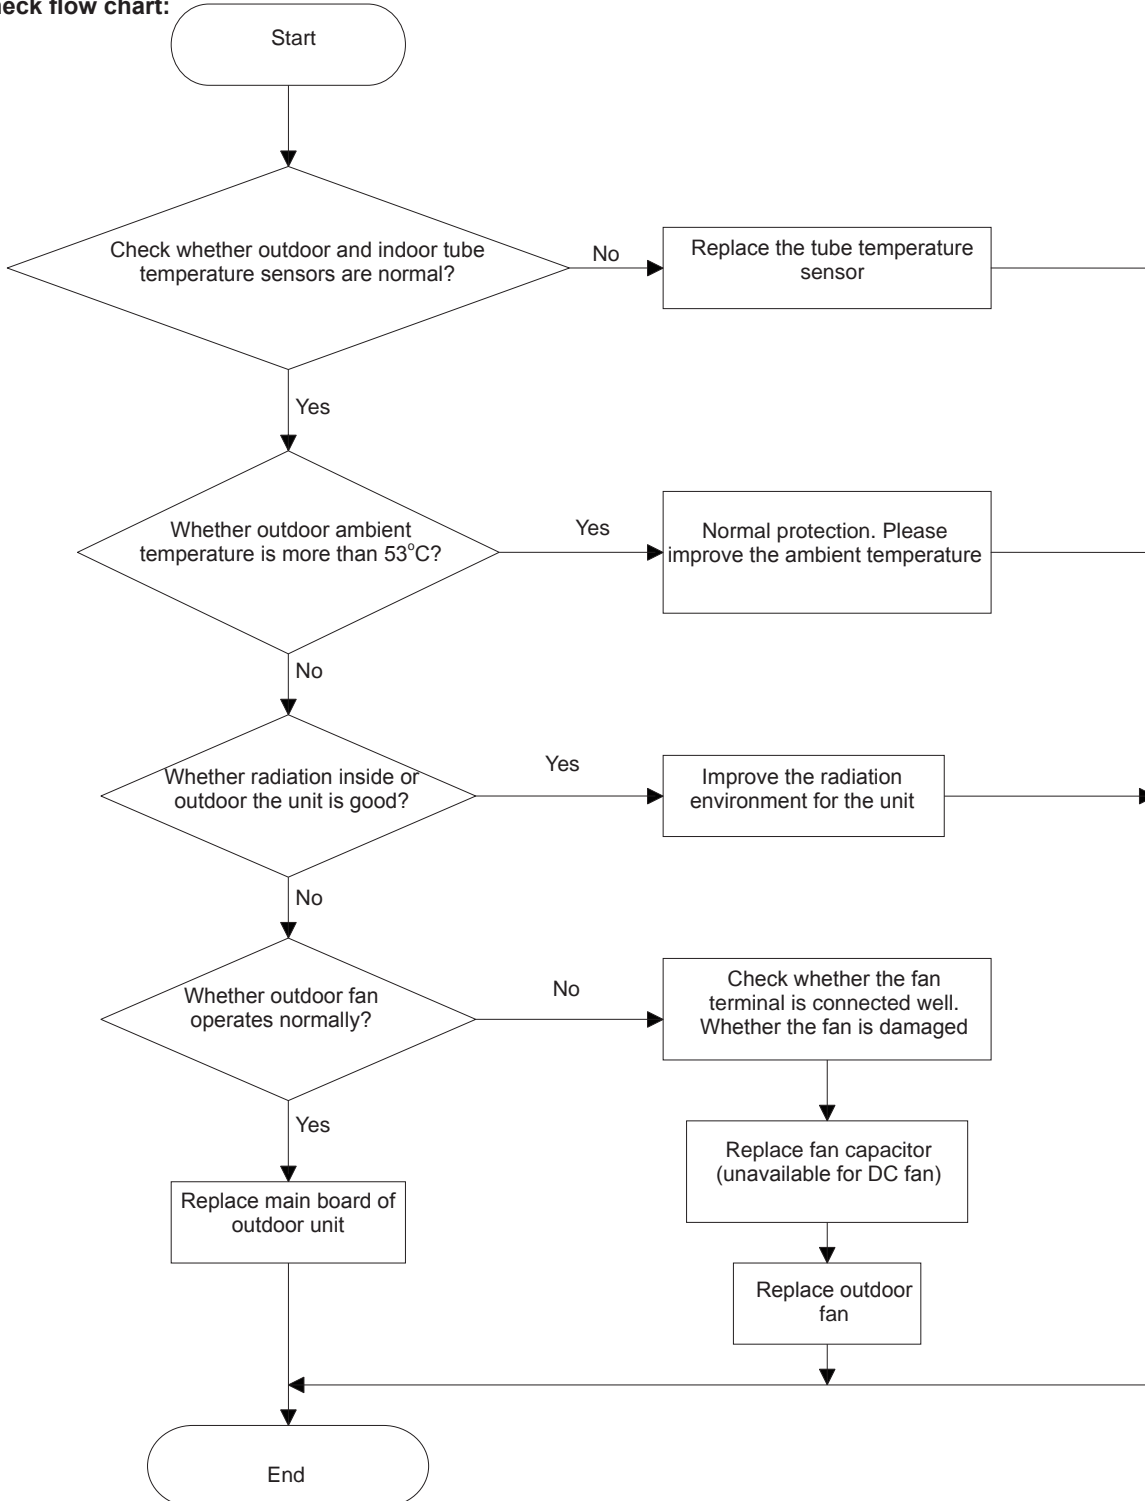 heck flow chart:
Start
Check whether outdoor and indoor tube
temperature sensors are normal?
No
Replace the tube temperature
sensor
Yes
Whether outdoor ambient
temperature is more than 53°C?
Yes
Normal protection. Please
improve the ambient temperature
No
Whether radiation inside or
outdoor the unit is good?
Yes
Improve the radiation
environment for the unit
No
Whether outdoor fan
operates normally?
No
Check whether the fan
terminal is connected well.
Whether the fan is damaged
Yes
Replace fan capacitor
(unavailable for DC fan)
Replace main board of
outdoor unit
Replace outdoor
fan
End